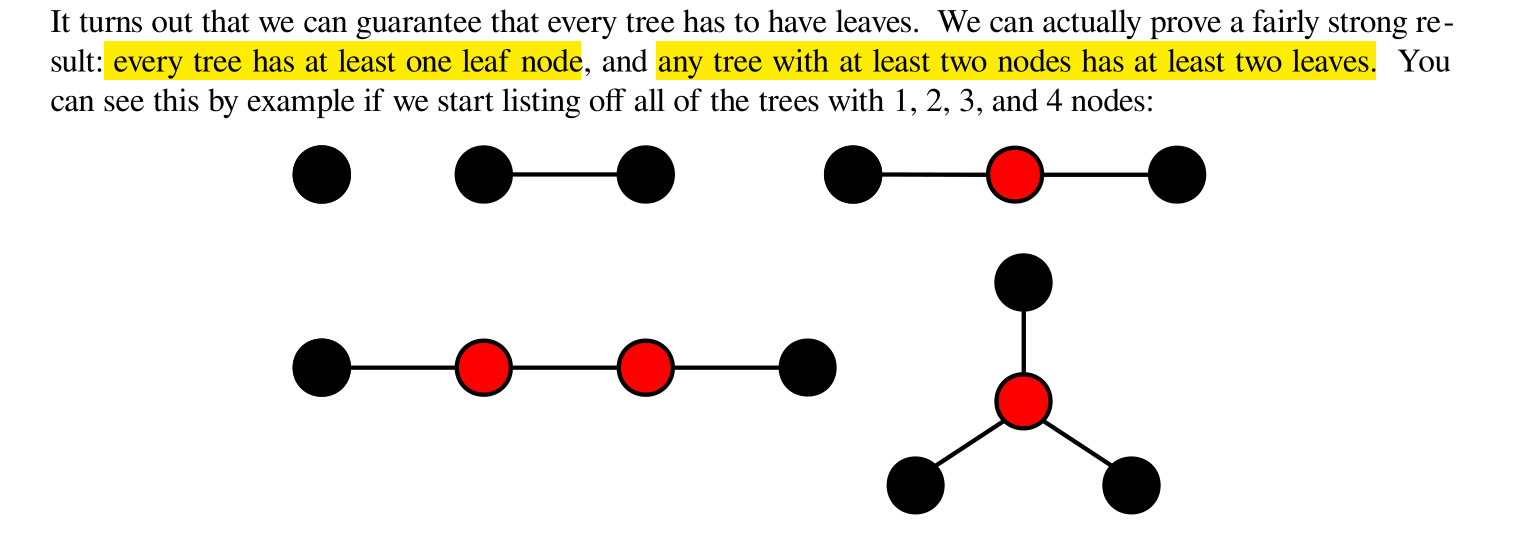 It turns out that we can guarantee that every tree has to have leaves. We can actually prove a fairly strong re-
sult: every tree has at least one leaf node, and any tree with at least two nodes has at least two leaves. You
can see this by example if we start listing off all of the trees with 1, 2, 3, and 4 nodes: